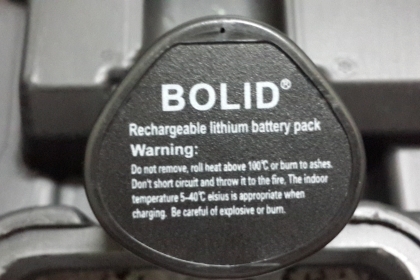 BOLID®
Rechargeable lithium battery pack
Warning:
Do not remove, roll heat above 100℃ or burn to ashes.
Don't short circuit and throw it to the fire, The indoor
temperature 5-40℃ elsius is appropriate when
charging. Be careful of explosive or burn.